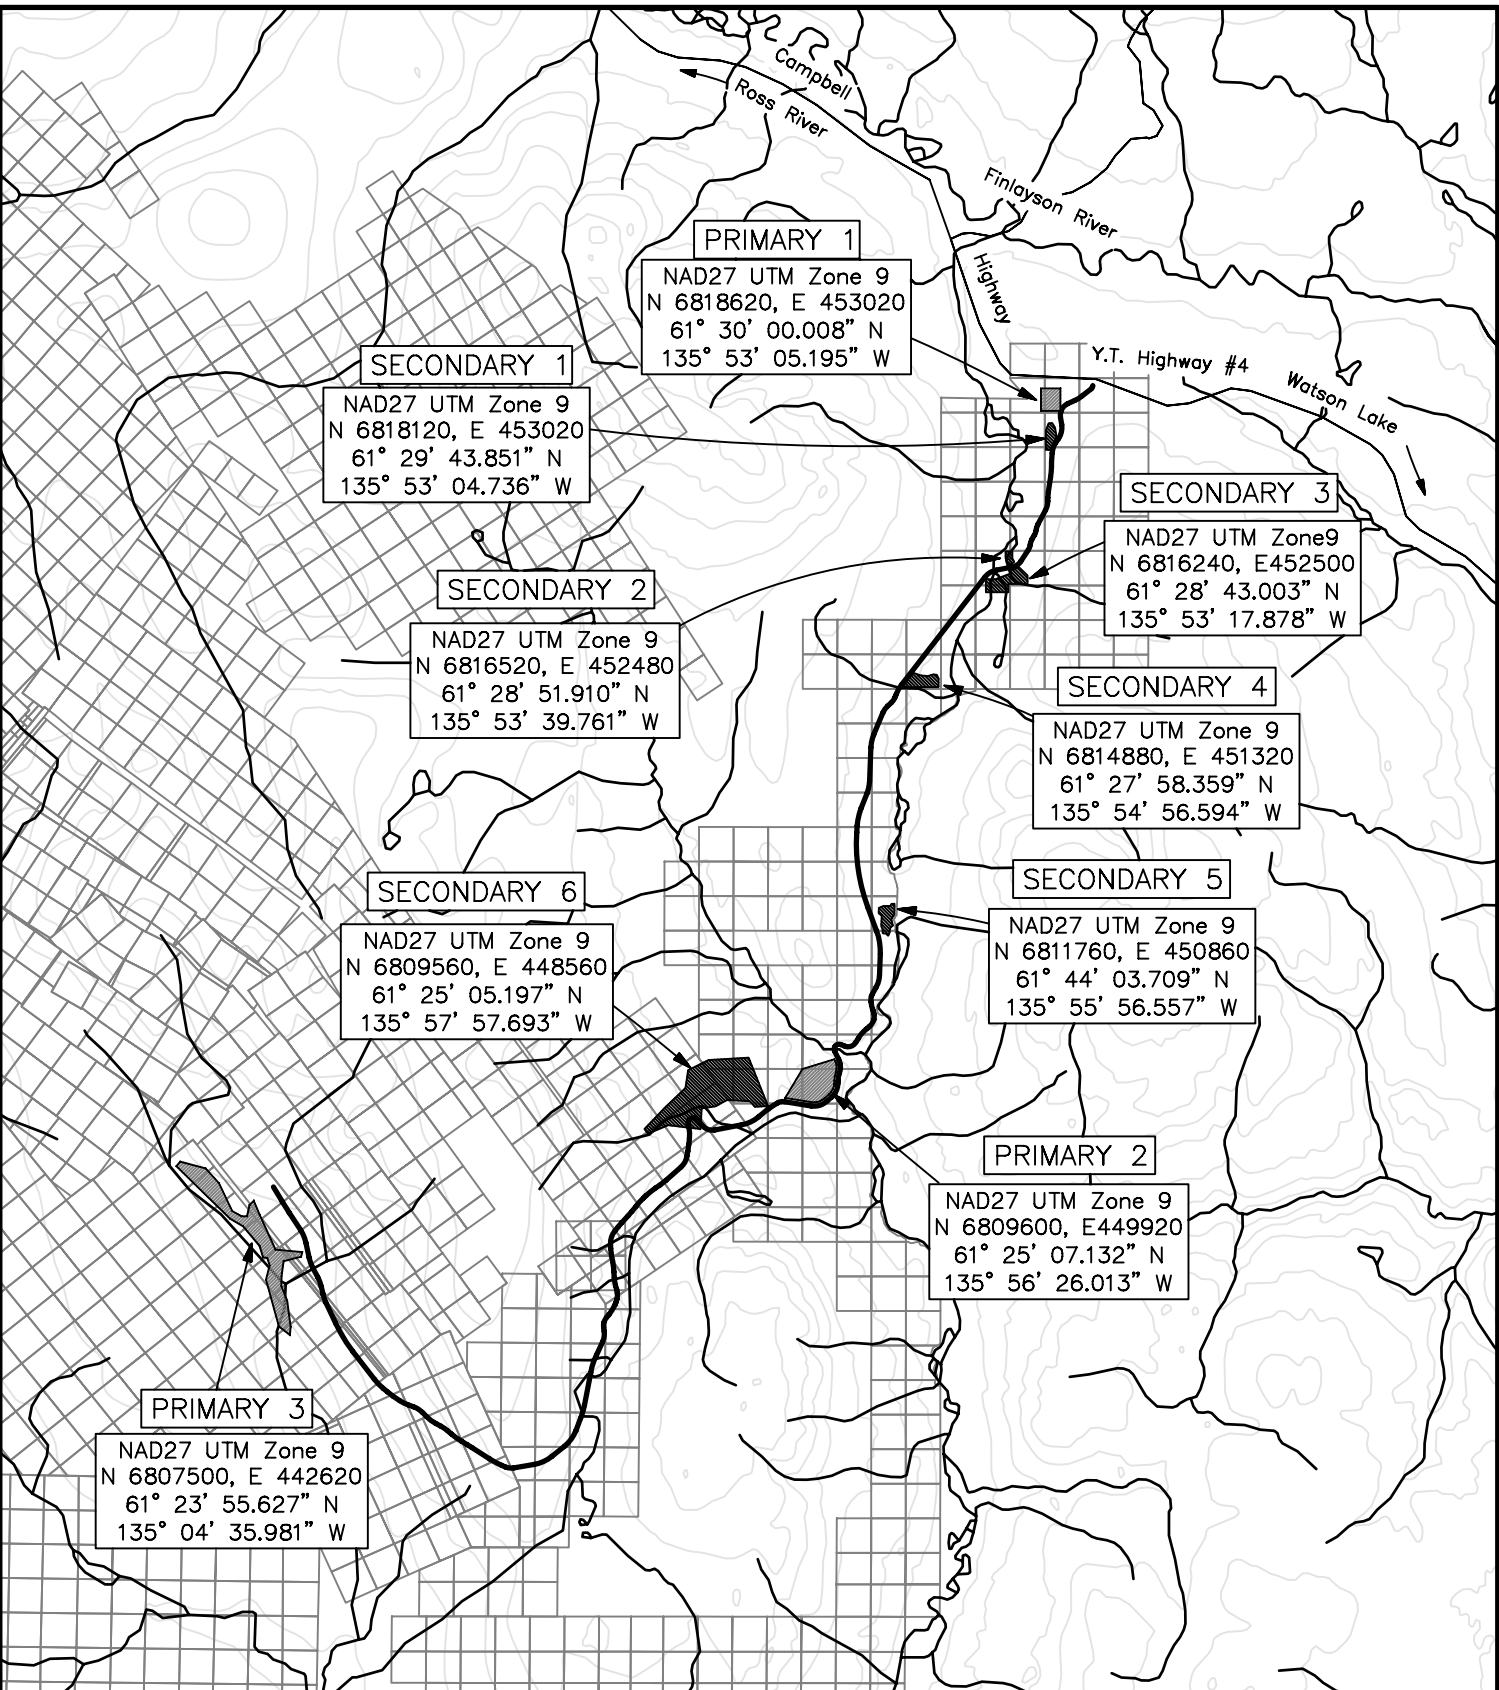 Campbell
Ross River
Finlayson River
PRIMARY 1
NAD27 UTM Zone 9
N 6818620, E 453020
61° 30' 00.008" N
135° 53' 05.195" W
Highway
Y.T. Highway #4
Watson Lake
SECONDARY 1
NAD27 UTM Zone 9
N 6818120, E 453020
61° 29' 43.851" N
135° 53' 04.736" W
SECONDARY 3
NAD27 UTM Zone9
N 6816240, E452500
61° 28' 43.003" N
135° 53' 17.878" W
SECONDARY 2
NAD27 UTM Zone 9
N 6816520, E 452480
61° 28' 51.910" N
135° 53' 39.761" W
SECONDARY 4
NAD27 UTM Zone 9
N 6814880, E 451320
61° 27' 58.359" N
135° 54' 56.594" W
SECONDARY 5
NAD27 UTM Zone 9
N 6811760, E 450860
61° 44' 03.709" N
135° 55' 56.557" W
SECONDARY 6
NAD27 UTM Zone 9
N 6809560, E 448560
61° 25' 05.197" N
135° 57' 57.693" W
PRIMARY 2
NAD27 UTM Zone 9
N 6809600, E449920
61° 25' 07.132" N
135° 56' 26.013" W
PRIMARY 3
NAD27 UTM Zone 9
N 6807500, E 442620
61° 23' 55.627" N
135° 04' 35.981" W